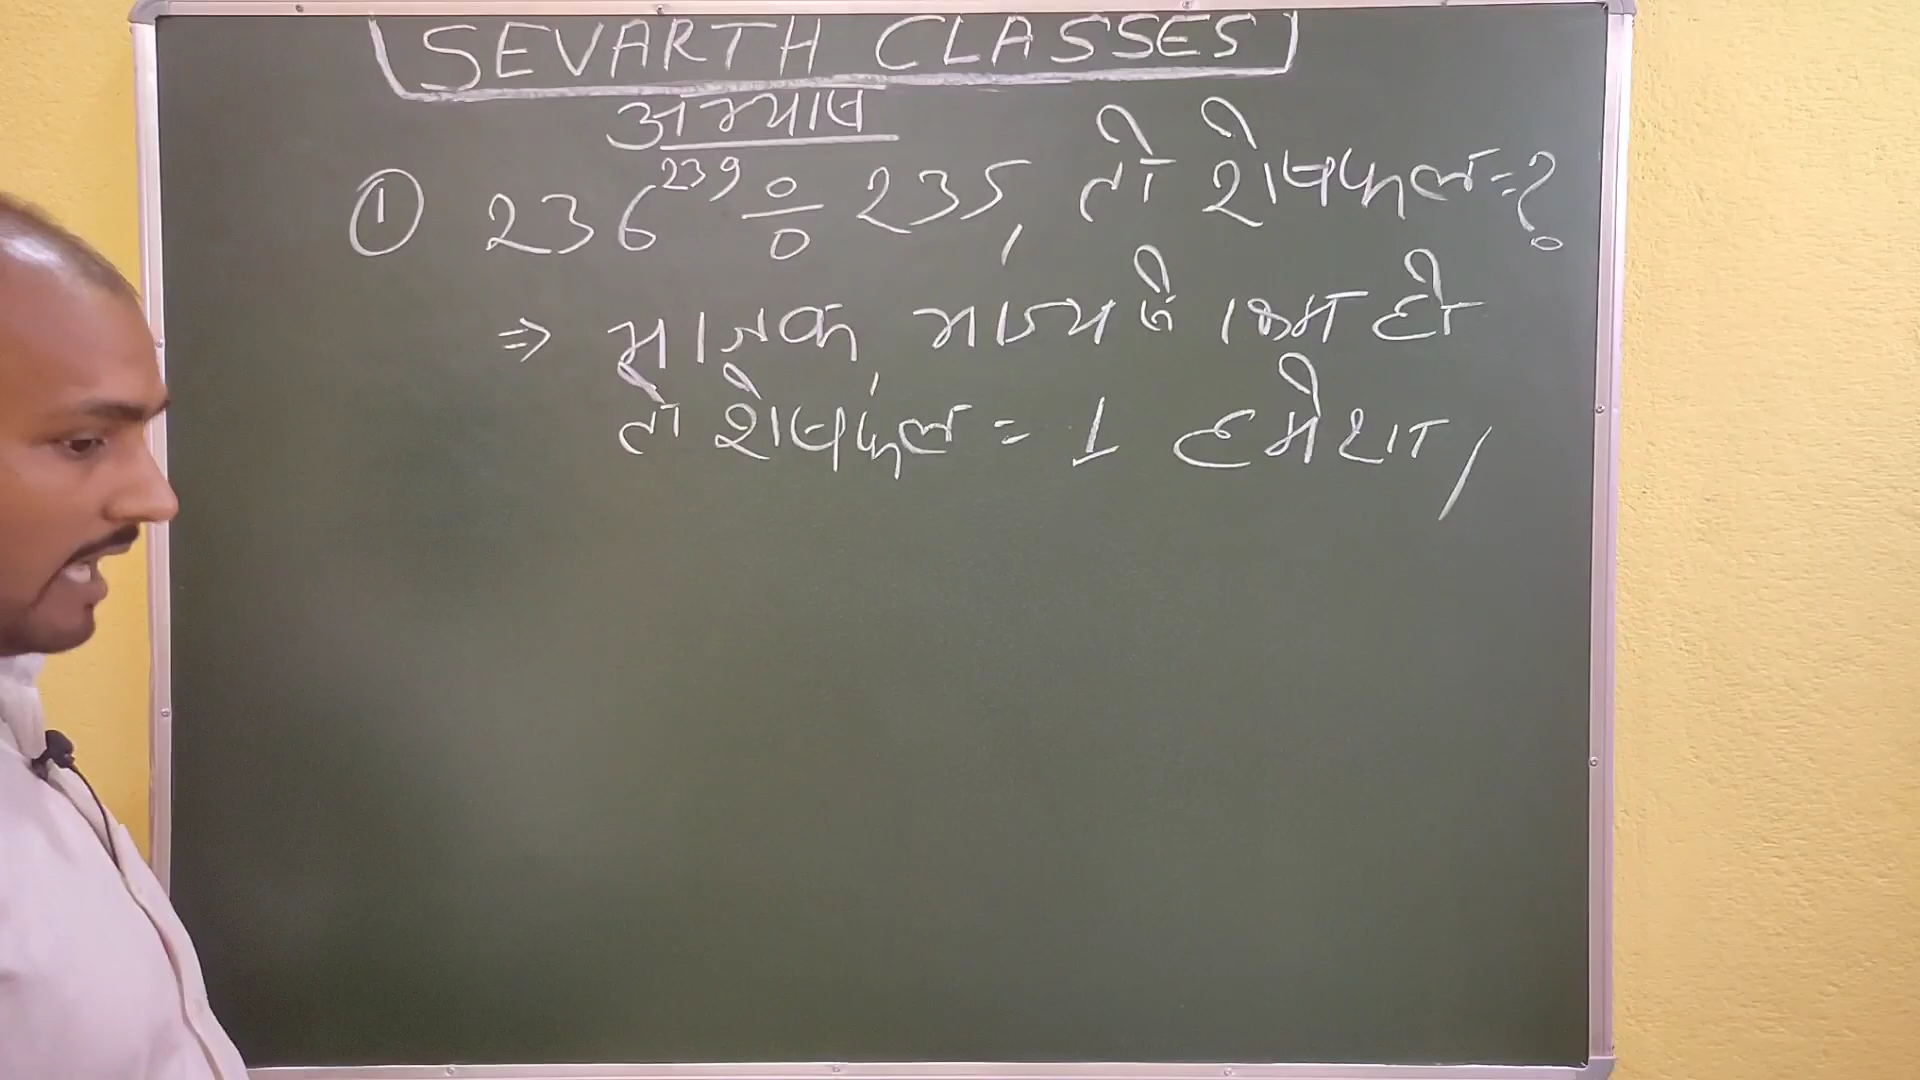 SEVARTH CLASSES
अभ्यास
① 236²³⁹ ÷ 235, तो शेषफल=?
⇒ भाजक, भाज्य से 1 कम हो
तो शेषफल = 1 हमेशा,